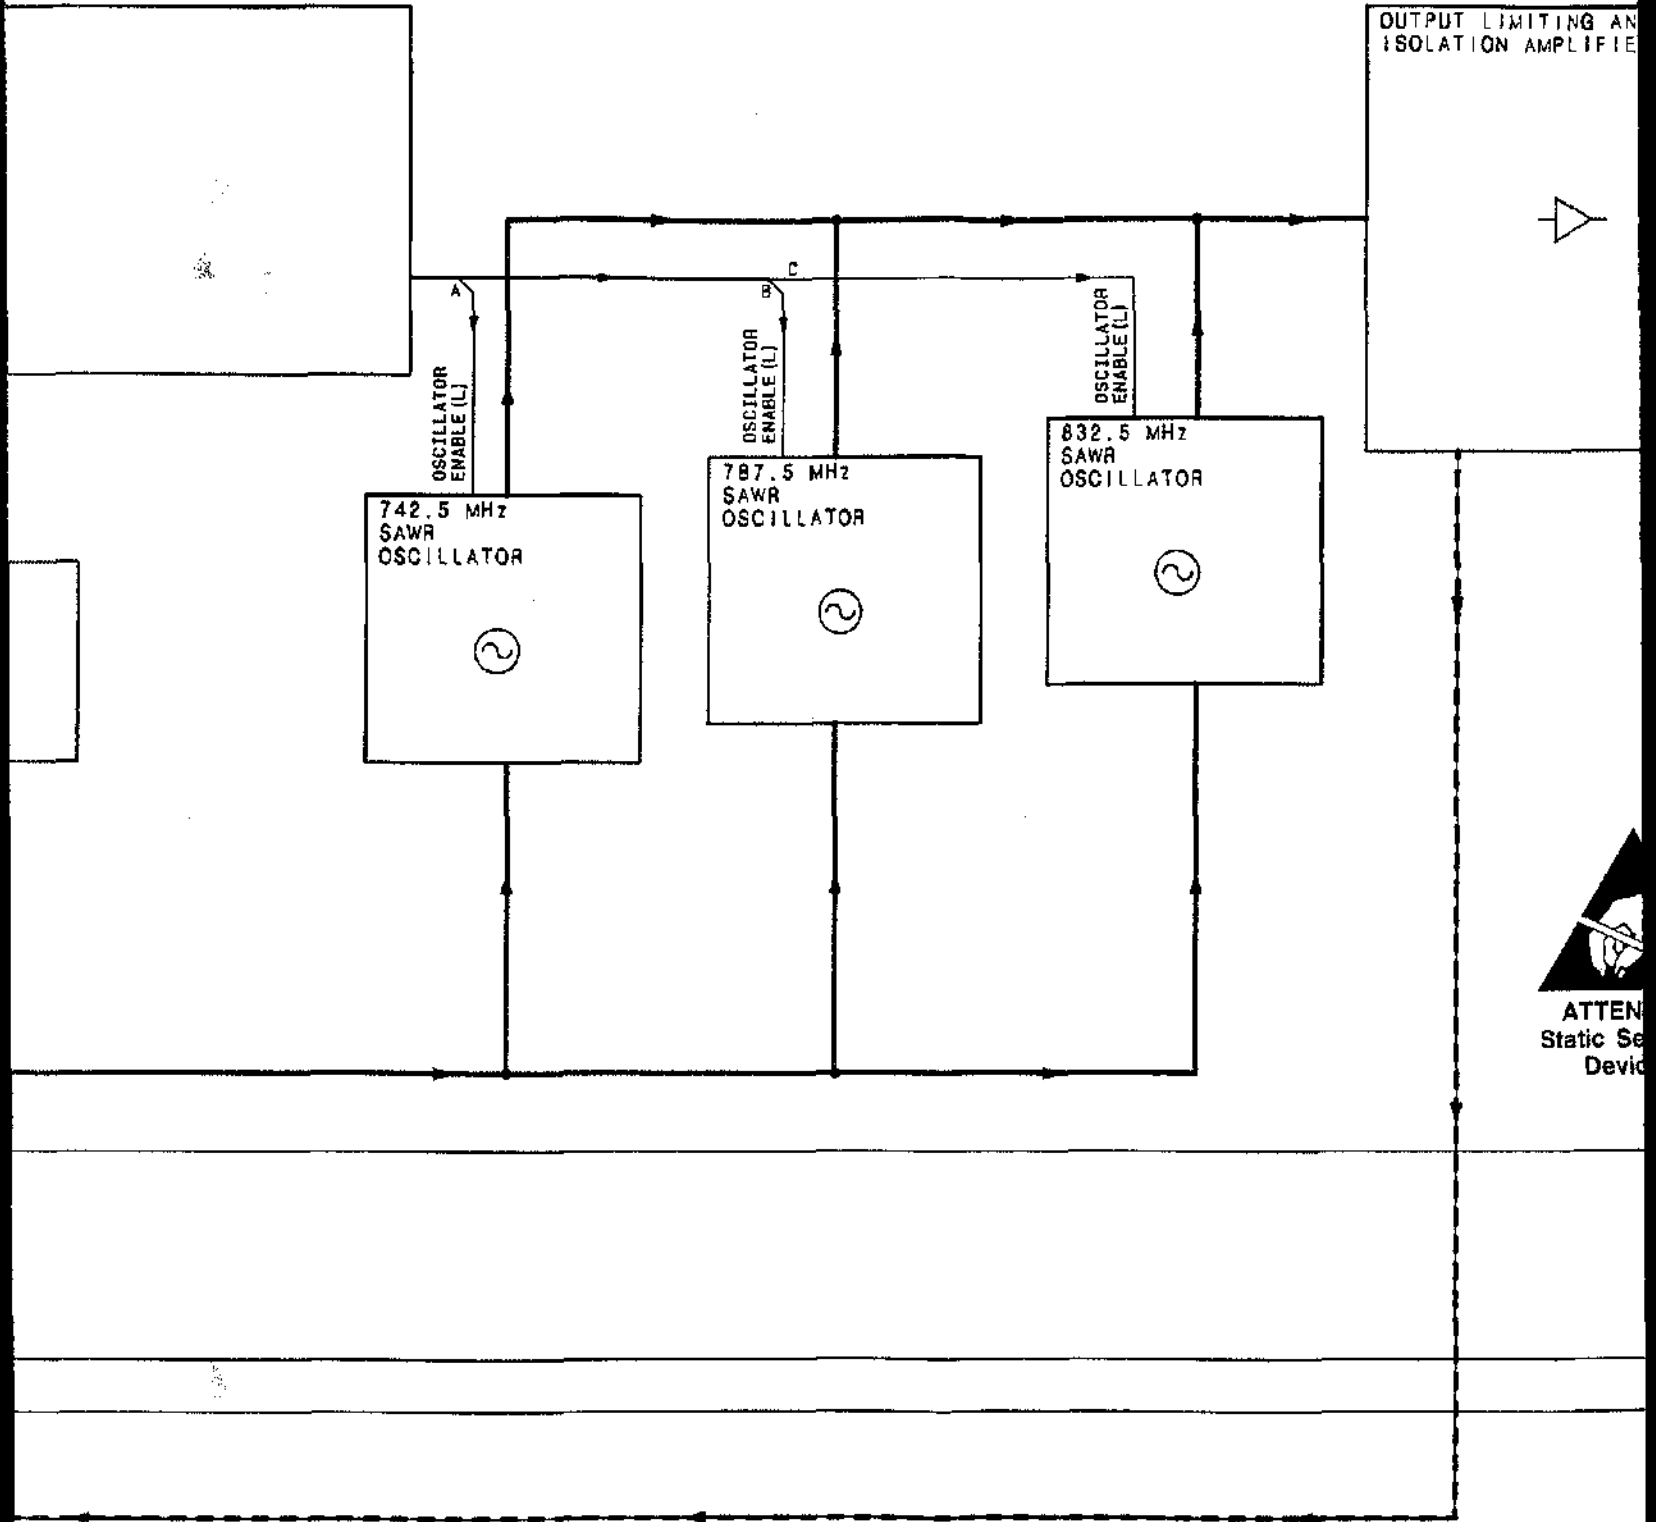 OUTPUT LIMITING AN
ISOLATION AMPLIFIE
C
A
B
OSCILLATOR
ENABLE(L)
OSCILLATOR
ENABLE(L)
OSCILLATOR
ENABLE(L)
742.5 MHz
SAWR
OSCILLATOR
787.5 MHz
SAWR
OSCILLATOR
832.5 MHz
SAWR
OSCILLATOR
ATTEN
Static Se
Devic